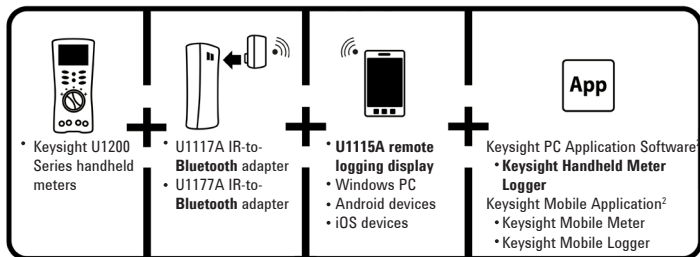 • Keysight U1200
Series handheld
meters
• U1117A IR-to-
Bluetooth adapter
• U1177A IR-to-
Bluetooth adapter
• U1115A remote
logging display
• Windows PC
• Android devices
• iOS devices
App
Keysight PC Application Software
• Keysight Handheld Meter
Logger
Keysight Mobile Application²
• Keysight Mobile Meter
• Keysight Mobile Logger